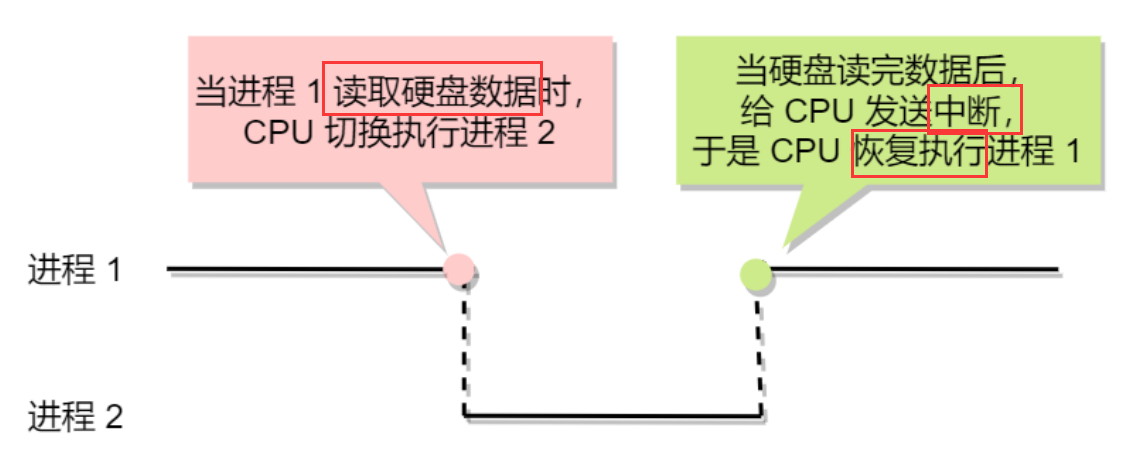 当进程 1 读取硬盘数据时，
CPU 切换执行进程 2
当硬盘读完数据后，
给 CPU 发送中断，
于是 CPU 恢复执行进程 1
进程 1
进程 2